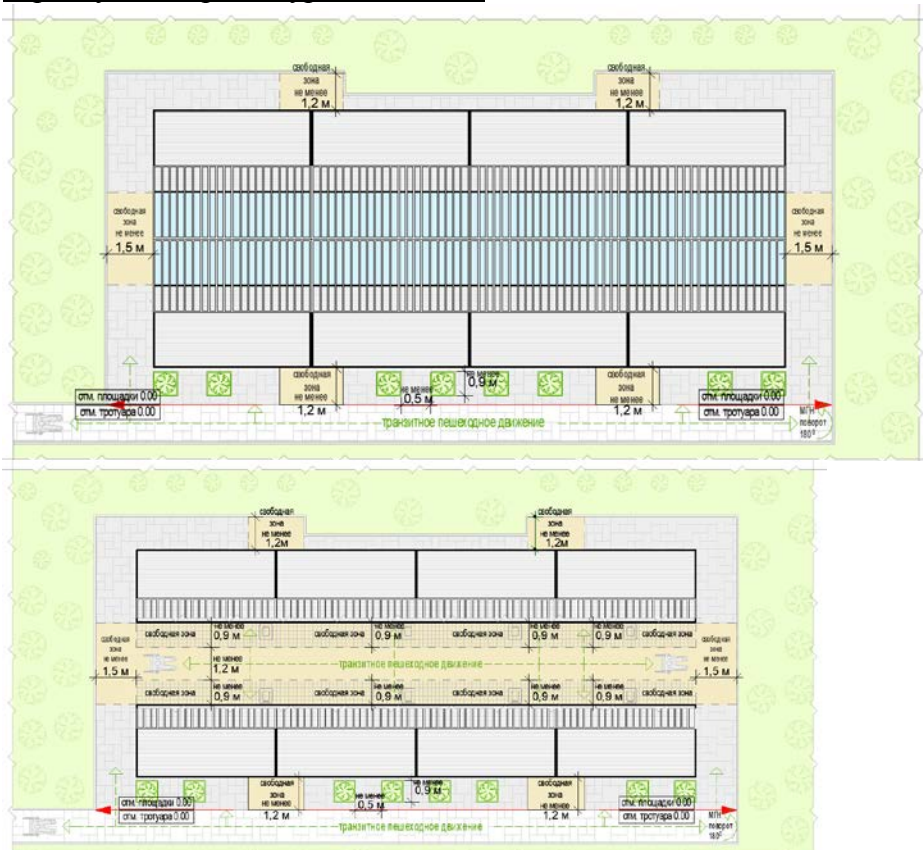 свободная
зона
не менее
1,2 м
свободная
зона
не менее
1,2 м
свободная
зона
не менее
1,5 м
свободная
зона
не менее
1,5 м
свободная
зона
не менее
1,2 м
не менее
0,5 м
не менее
0,9 м
свободная
зона
не менее
1,2 м
отм. площадки 0.00
отм. тротуара 0.00
отм. площадки 0.00
отм. тротуара 0.00
транзитное пешеходное движение
МГН
поворот
180⁰
свободная
зона
не менее
1,2м
свободная
зона
не менее
1,2м
свободная
зона
не менее
1,5 м
свободная зона
не менее
0,9 м
свободная зона
не менее
0,9 м
свободная зона
не менее
0,9 м
не менее
0,9 м
свободная зона
свободная
зона
не менее
1,5 м
не менее
1,2 м
транзитное пешеходное движение
свободная зона
не менее
0,9 м
свободная зона
не менее
0,9 м
свободная зона
не менее
0,9 м
не менее
0,9 м
свободная зона
свободная
зона
не менее
1,2 м
не менее
0,5 м
не менее
0,9 м
свободная
зона
не менее
1,2 м
отм. площадки 0.00
отм. тротуара 0.00
отм. площадки 0.00
отм. тротуара 0.00
транзитное пешеходное движение
МГН
поворот
180⁰